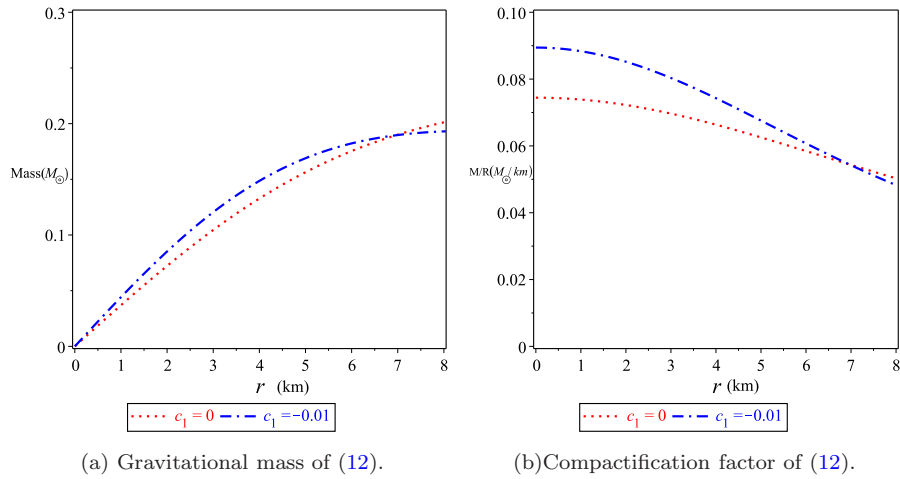 0.3
0.2
Mass(M⊙)
0.1
0
0 1 2 3 4 5 6 7 8
r (km)
c₁ = 0 c₁ = −0.01
(a) Gravitational mass of (12).
0.10
0.08
0.06
M/R(M⊙/km)
0.04
0.02
0
0 1 2 3 4 5 6 7 8
r (km)
c₁ = 0 c₁ = −0.01
(b)Compactification factor of (12).